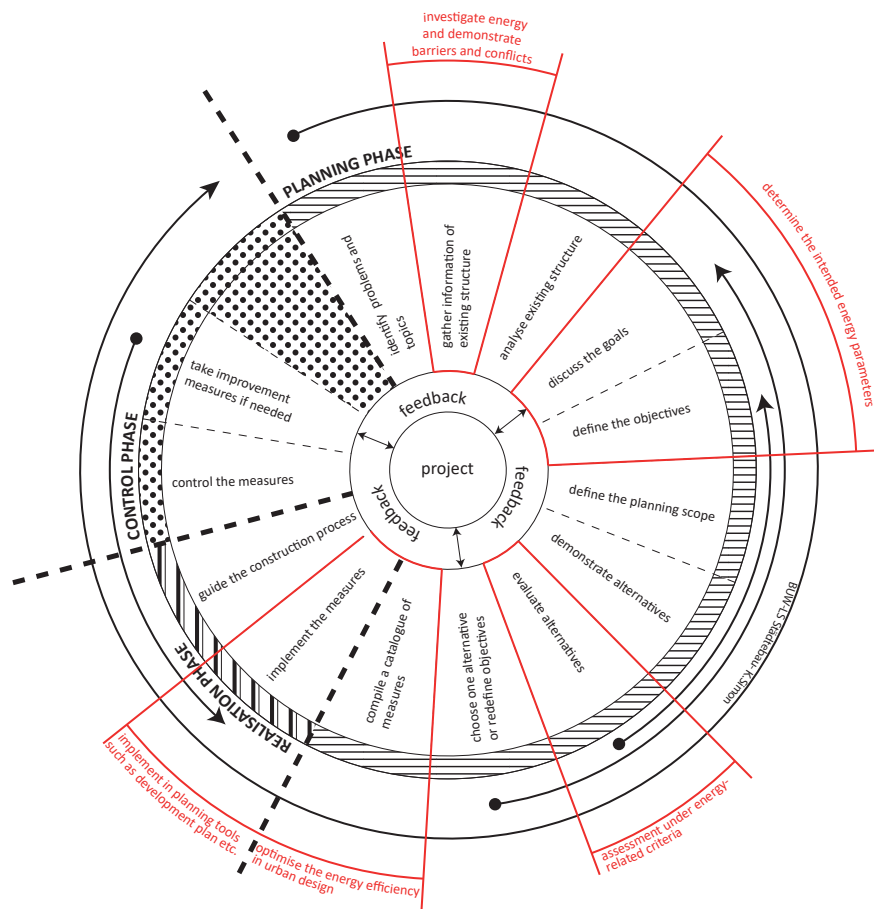 investigate energy
and demonstrate
barriers and conflicts
determine the intended energy parameters
assessment under energy-
related criteria
optimise the energy efficiency
in urban design
implement in planning tools
such as development plan etc.
PLANNING PHASE
REALISATION PHASE
CONTROL PHASE
identify problems and
topics
gather information of
existing structure
analyse existing structure
discuss the goals
define the objectives
define the planning scope
demonstrate alternatives
evaluate alternatives
choose one alternative
or redefine objectives
compile a catalogue of
measures
implement the measures
guide the construction process
control the measures
take improvement
measures if needed
feedback
feedback
feedback
project
BUW-LS Städtebau- K.Simon